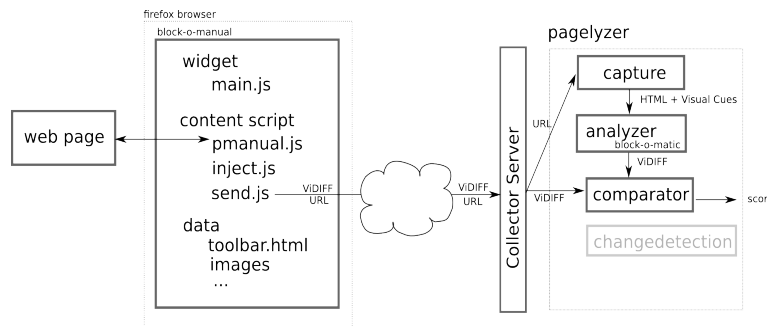 firefox browser
block-o-manual
widget
main.js
content script
pmanual.js
inject.js
send.js
data
toolbar.html
images
...
web page
ViDIFF
URL
ViDIFF
URL
Collector Server
pagelyzer
capture
HTML + Visual Cues
URL
analyzer
block-o-matic
ViDIFF
ViDIFF
comparator
scor
changedetection